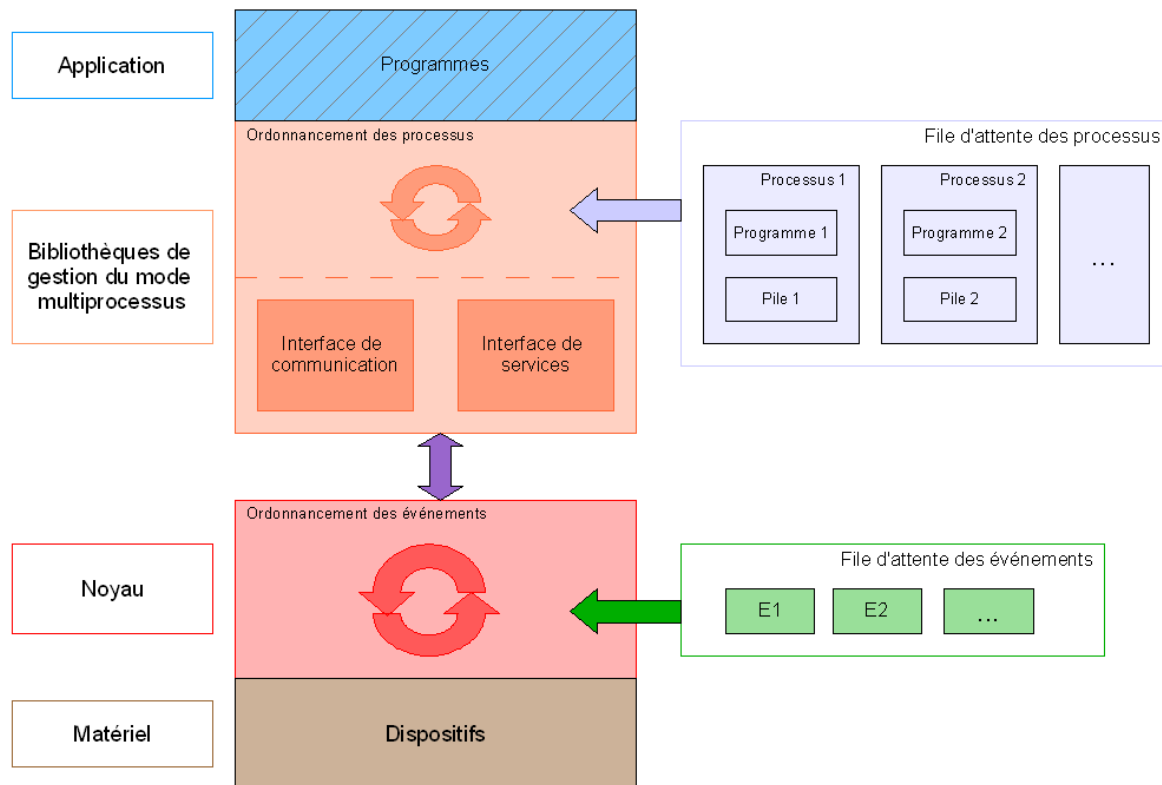 Application
Programmes
Ordonnancement des processus
File d'attente des processus
Processus 1
Processus 2
Programme 1
Programme 2
...
Pile 1
Pile 2
Bibliothèques de
gestion du mode
multiprocessus
Interface de
communication
Interface de
services
Ordonnancement des événements
File d'attente des événements
Noyau
E1
E2
...
Matériel
Dispositifs